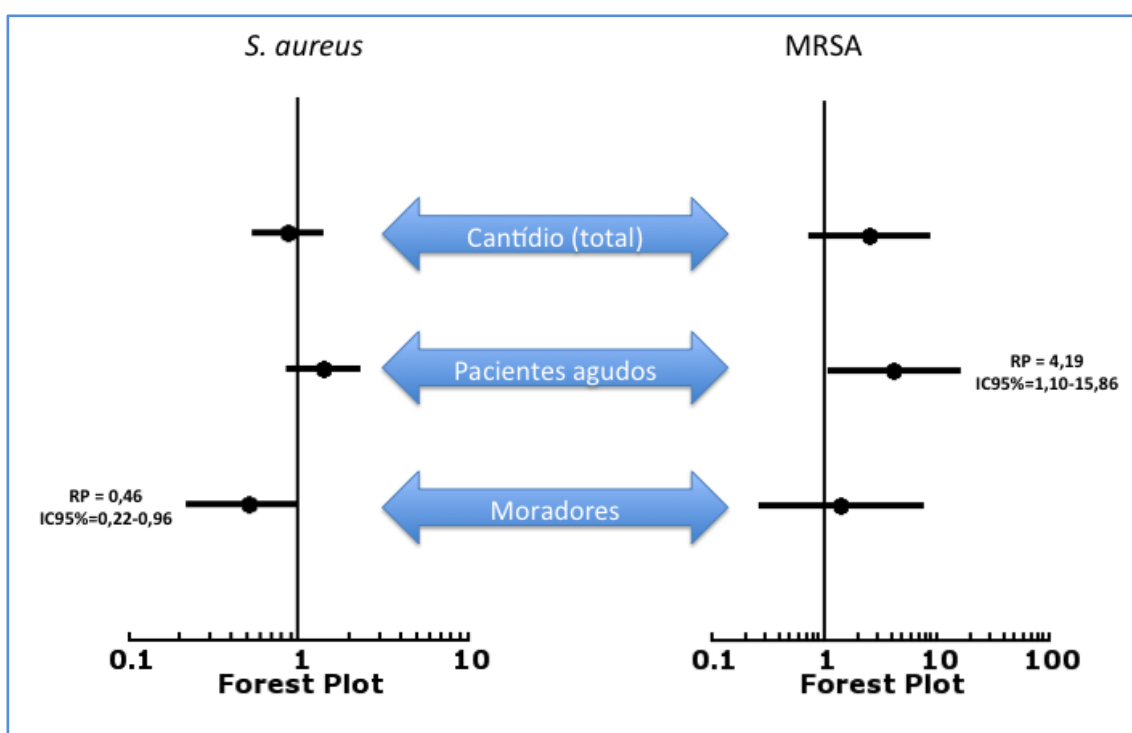 S. aureus
MRSA
Cantídio (total)
Pacientes agudos
RP = 4,19
IC95%=1,10-15,86
RP = 0,46
IC95%=0,22-0,96
Moradores
0.1 1 10
Forest Plot
0.1 1 10 100
Forest Plot